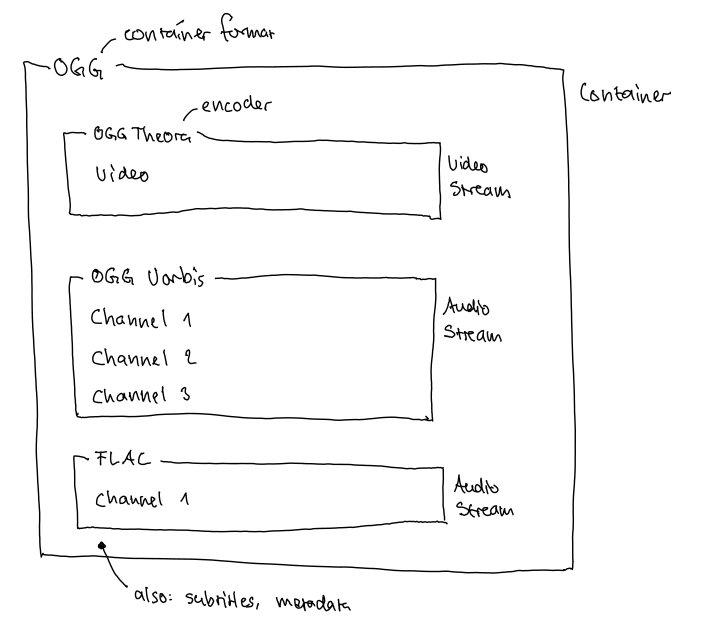 container format
OGG
Container
encoder
OGG Theora
Video
Video
Stream
OGG Vorbis
Channel 1
Channel 2
Channel 3
Audio
Stream
FLAC
Channel 1
Audio
Stream
also: subtitles, metadata